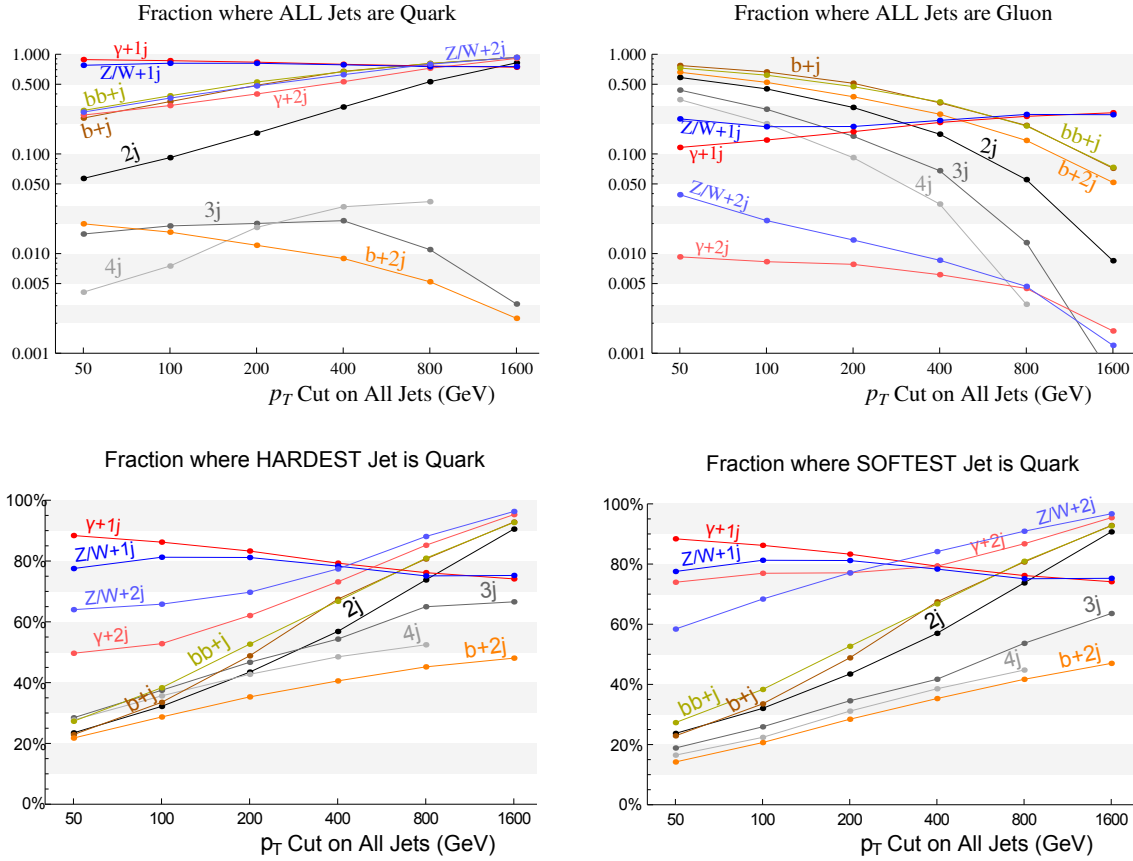 Fraction where ALL Jets are Quark
1.000
0.500
0.100
0.050
0.010
0.005
0.001
γ+1j
Z/W+1j
Z/W+2j
bb+j
γ+2j
b+j
2j
3j
4j
b+2j
50 100 200 400 800 1600
pT Cut on All Jets (GeV)
Fraction where ALL Jets are Gluon
1.000
0.500
0.100
0.050
0.010
0.005
0.001
b+j
Z/W+1j
γ+1j
2j
bb+j
3j
b+2j
4j
Z/W+2j
γ+2j
50 100 200 400 800 1600
pT Cut on All Jets (GeV)
Fraction where HARDEST Jet is Quark
100%
80%
60%
40%
20%
0%
γ+1j
Z/W+1j
Z/W+2j
γ+2j
2j
bb+j
3j
4j
b+j
b+2j
50 100 200 400 800 1600
pT Cut on All Jets (GeV)
Fraction where SOFTEST Jet is Quark
100%
80%
60%
40%
20%
0%
γ+1j
Z/W+2j
Z/W+1j
γ+2j
2j
3j
bb+j
b+j
4j
b+2j
50 100 200 400 800 1600
pT Cut on All Jets (GeV)